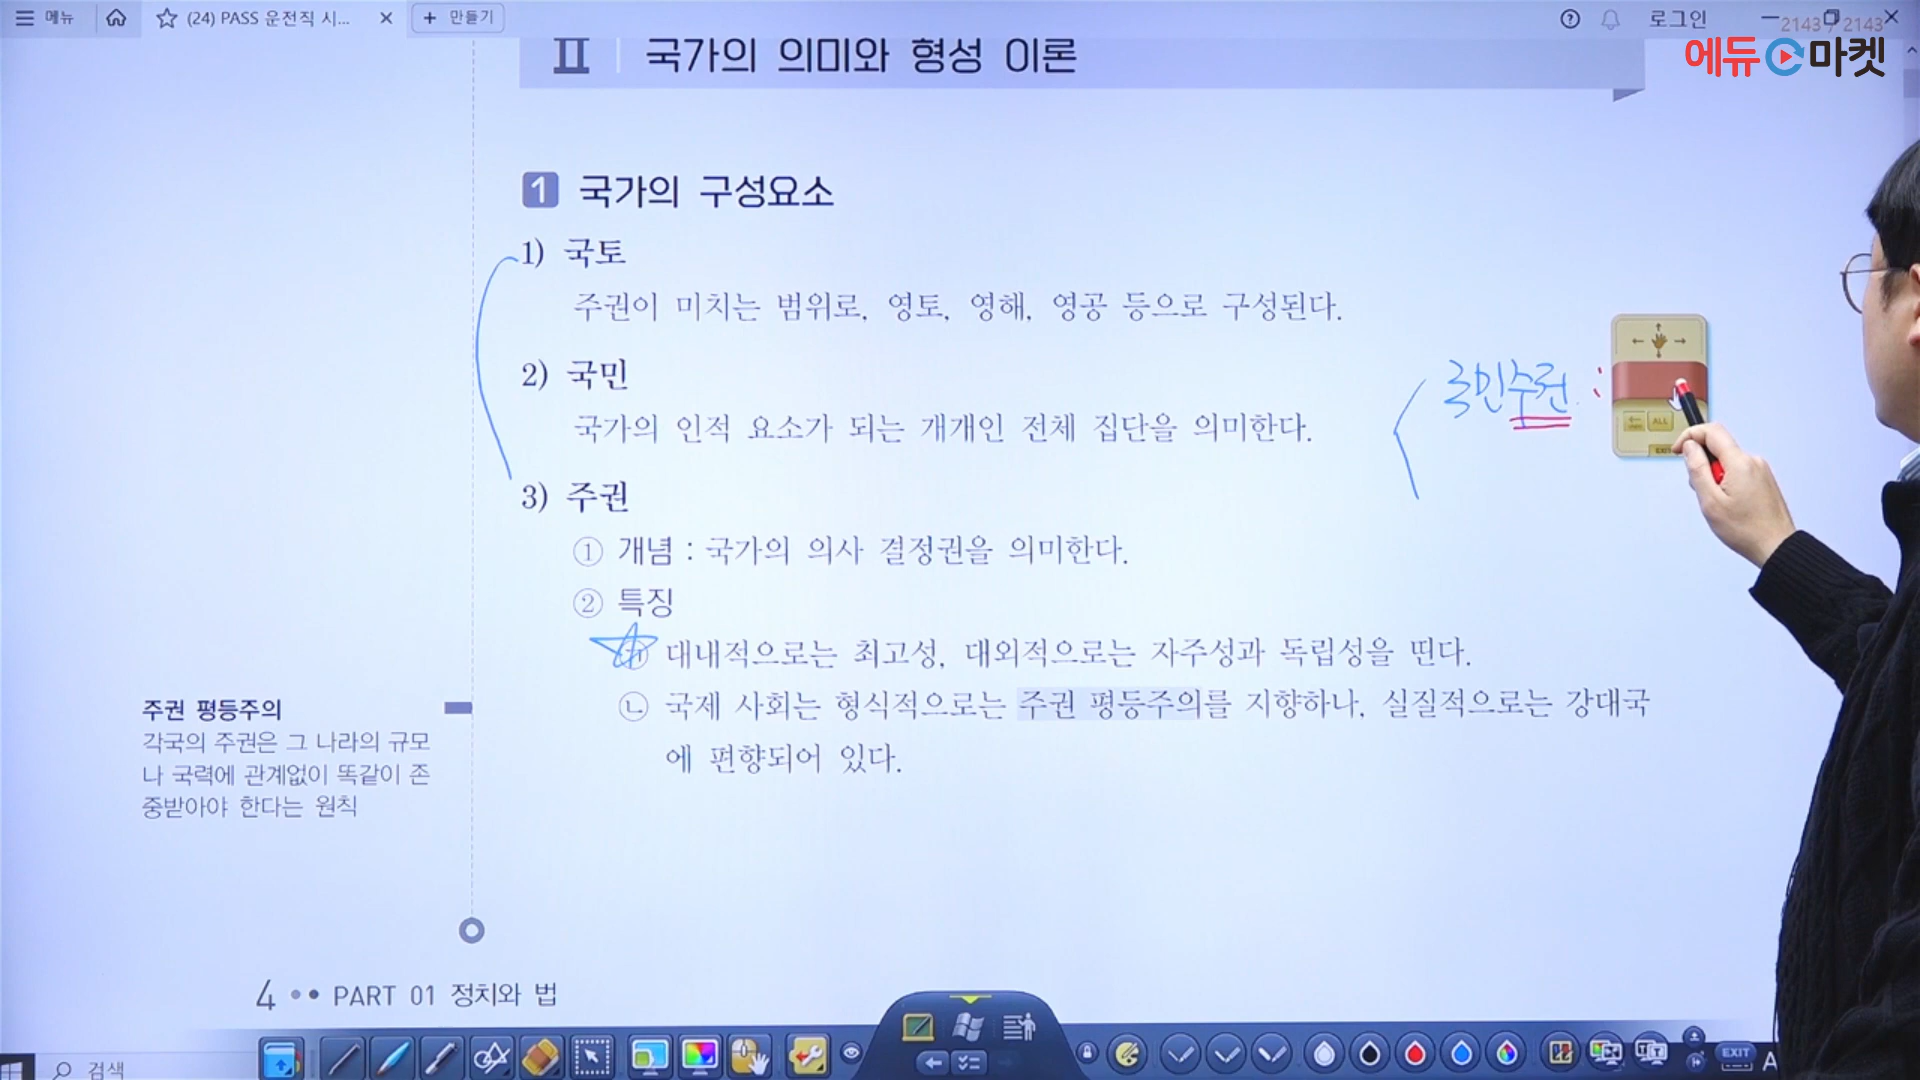 메뉴
(24) PASS 운전직 시...
만들기
로그인
2143 / 2143
에듀마켓
Ⅱ 국가의 의미와 형성 이론
1 국가의 구성요소
1) 국토
주권이 미치는 범위로, 영토, 영해, 영공 등으로 구성된다.
2) 국민
국가의 인적 요소가 되는 개개인 전체 집단을 의미한다.
국민주권 :
ALL
EXIT
3) 주권
① 개념 : 국가의 의사 결정권을 의미한다.
② 특징
㉠ 대내적으로는 최고성, 대외적으로는 자주성과 독립성을 띤다.
㉡ 국제 사회는 형식적으로는 주권 평등주의를 지향하나, 실질적으로는 강대국
에 편향되어 있다.
주권 평등주의
각국의 주권은 그 나라의 규모
나 국력에 관계없이 똑같이 존
중받아야 한다는 원칙
4 •• PART 01 정치와 법
검색
EXIT
A